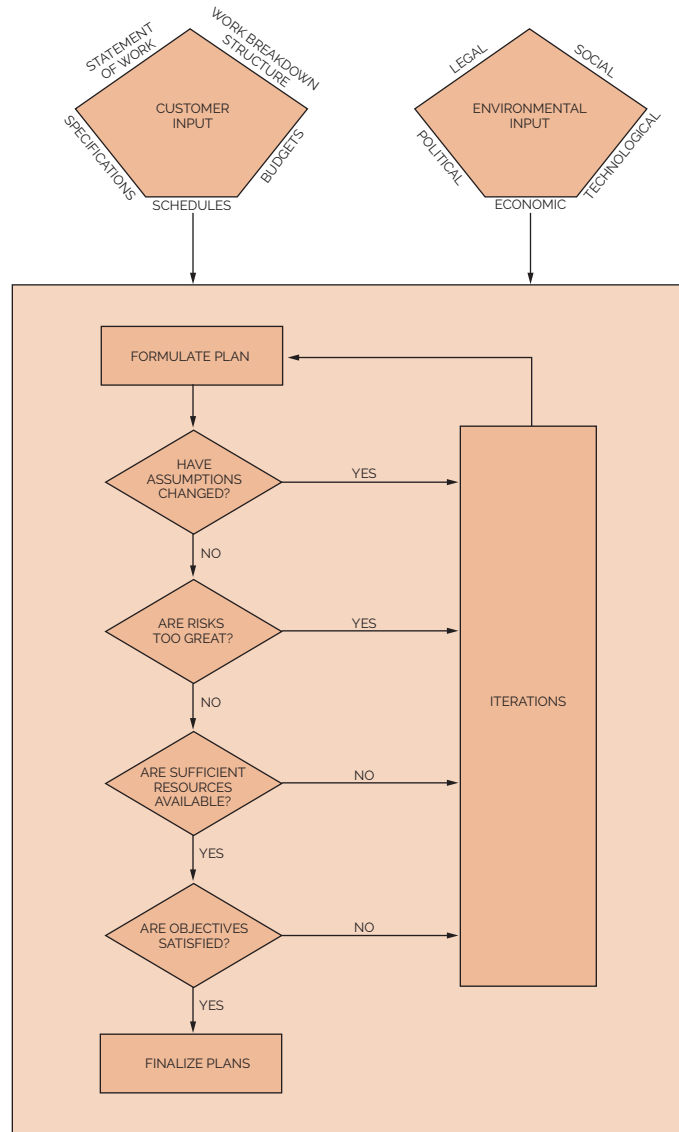 STATEMENT
OF WORK
WORK BREAKDOWN
STRUCTURE
CUSTOMER
INPUT
SPECIFICATIONS
BUDGETS
SCHEDULES
LEGAL
SOCIAL
ENVIRONMENTAL
INPUT
POLITICAL
TECHNOLOGICAL
ECONOMIC
FORMULATE PLAN
HAVE
ASSUMPTIONS
CHANGED?
YES
NO
ARE RISKS
TOO GREAT?
YES
NO
ITERATIONS
ARE SUFFICIENT
RESOURCES
AVAILABLE?
NO
YES
ARE OBJECTIVES
SATISFIED?
NO
YES
FINALIZE PLANS